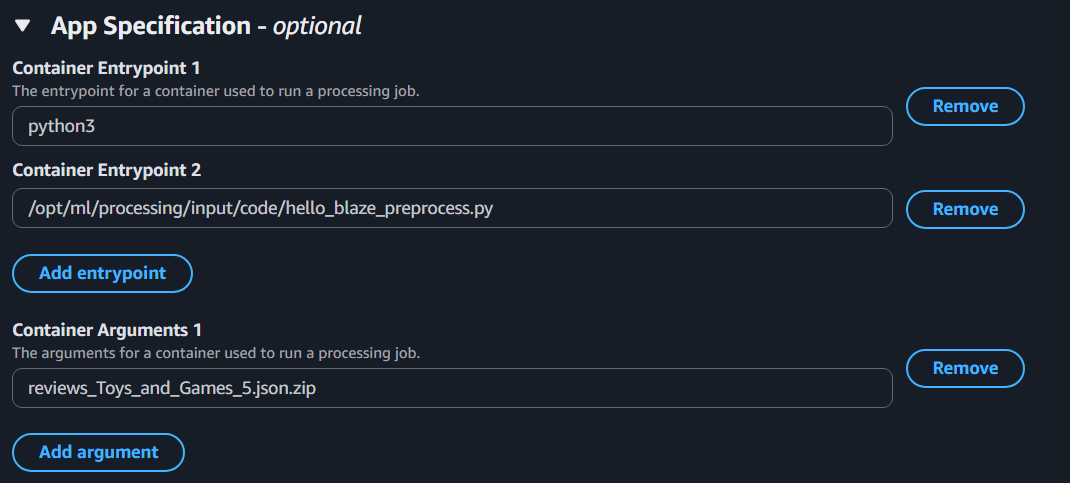 App Specification - optional
Container Entrypoint 1
The entrypoint for a container used to run a processing job.
python3
Remove
Container Entrypoint 2
/opt/ml/processing/input/code/hello_blaze_preprocess.py
Remove
Add entrypoint
Container Arguments 1
The arguments for a container used to run a processing job.
reviews_Toys_and_Games_5.json.zip
Remove
Add argument